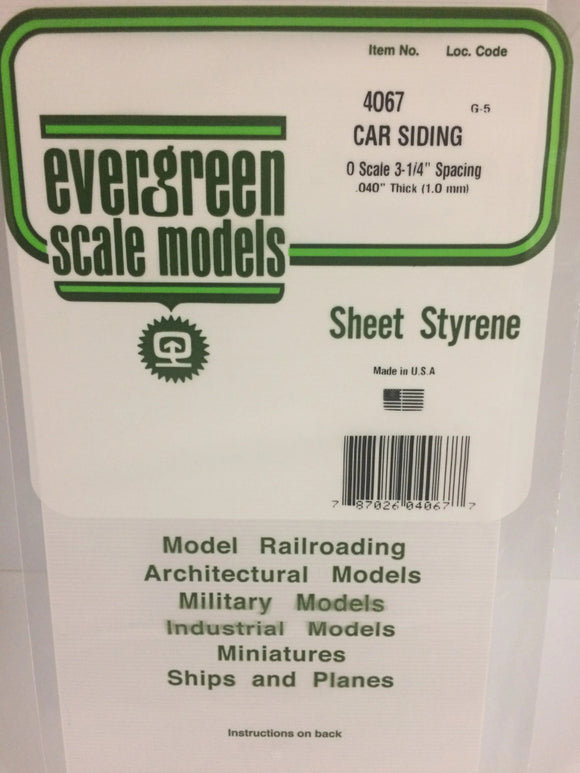 Item No. Loc. Code
4067 G-5
CAR SIDING
O Scale 3-1/4" Spacing
.040" Thick (1.0 mm)
evergreen
scale models
Sheet Styrene
Made in U.S.A
7 87026 04067 7
Model Railroading
Architectural Models
Military Models
Industrial Models
Miniatures
Ships and Planes
Instructions on back